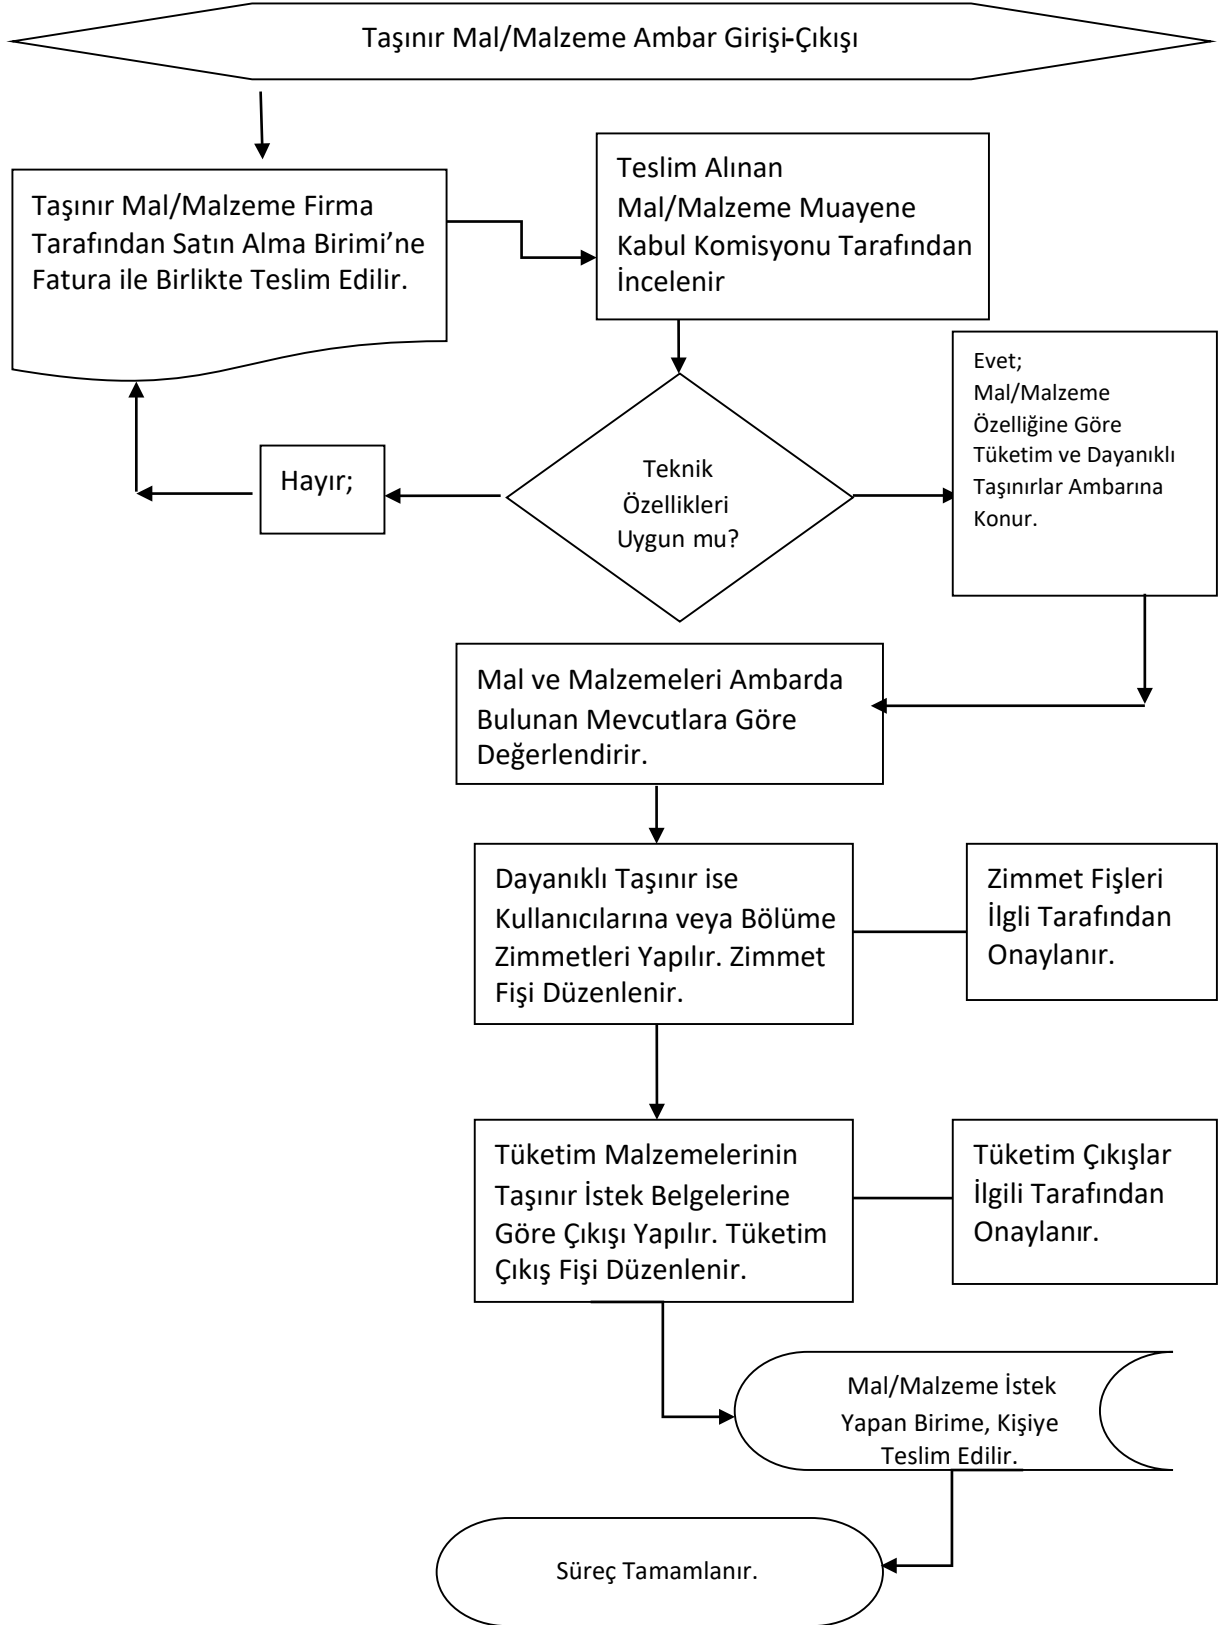 Taşınır Mal/Malzeme Ambar Girişi-Çıkışı
Taşınır Mal/Malzeme Firma
Tarafından Satın Alma Birimi’ne
Fatura ile Birlikte Teslim Edilir.
Teslim Alınan
Mal/Malzeme Muayene
Kabul Komisyonu Tarafından
İncelenir
Teknik
Özellikleri
Uygun mu?
Hayır;
Evet;
Mal/Malzeme
Özelliğine Göre
Tüketim ve Dayanıklı
Taşınırlar Ambarına
Konur.
Mal ve Malzemeleri Ambarda
Bulunan Mevcutlara Göre
Değerlendirir.
Dayanıklı Taşınır ise
Kullanıcılarına veya Bölüme
Zimmetleri Yapılır. Zimmet
Fişi Düzenlenir.
Zimmet Fişleri
İlgli Tarafından
Onaylanır.
Tüketim Malzemelerinin
Taşınır İstek Belgelerine
Göre Çıkışı Yapılır. Tüketim
Çıkış Fişi Düzenlenir.
Tüketim Çıkışlar
İlgili Tarafından
Onaylanır.
Mal/Malzeme İstek
Yapan Birime, Kişiye
Teslim Edilir.
Süreç Tamamlanır.